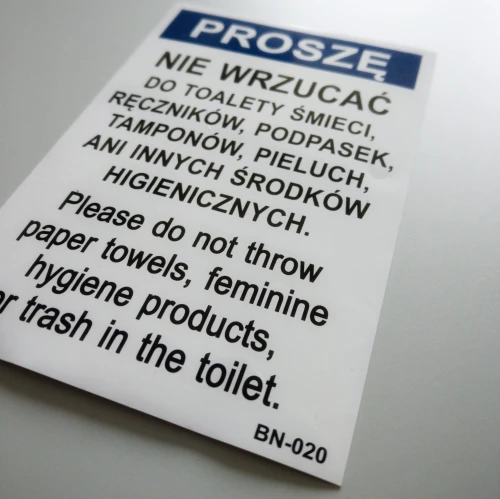 PROSZĘ
NIE WRZUCAĆ
DO TOALETY ŚMIECI,
RĘCZNIKÓW, PODPASEK,
TAMPONÓW, PIELUCH,
ANI INNYCH ŚRODKÓW
HIGIENICZNYCH.
Please do not throw
paper towels, feminine
hygiene products,
or trash in the toilet.
BN-020